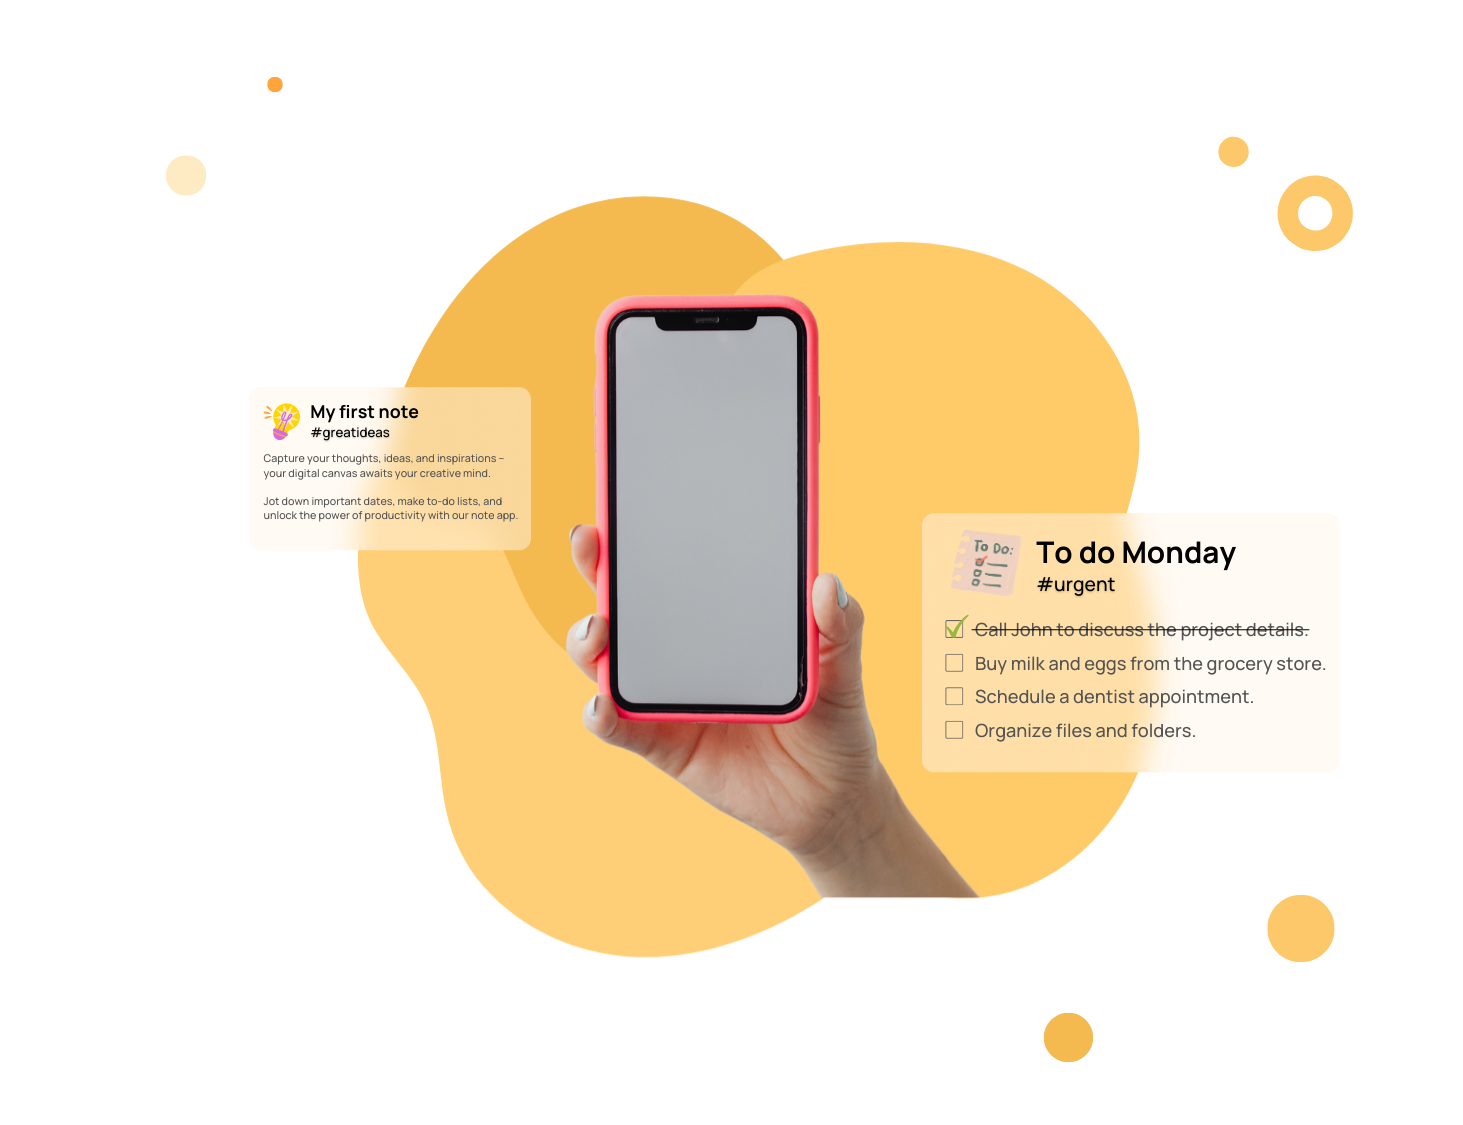 My first note
#greatideas
Capture your thoughts, ideas, and inspirations –
your digital canvas awaits your creative mind.
Jot down important dates, make to-do lists, and
unlock the power of productivity with our note app.
To Do:
To do Monday
#urgent
Call John to discuss the project details.
Buy milk and eggs from the grocery store.
Schedule a dentist appointment.
Organize files and folders.